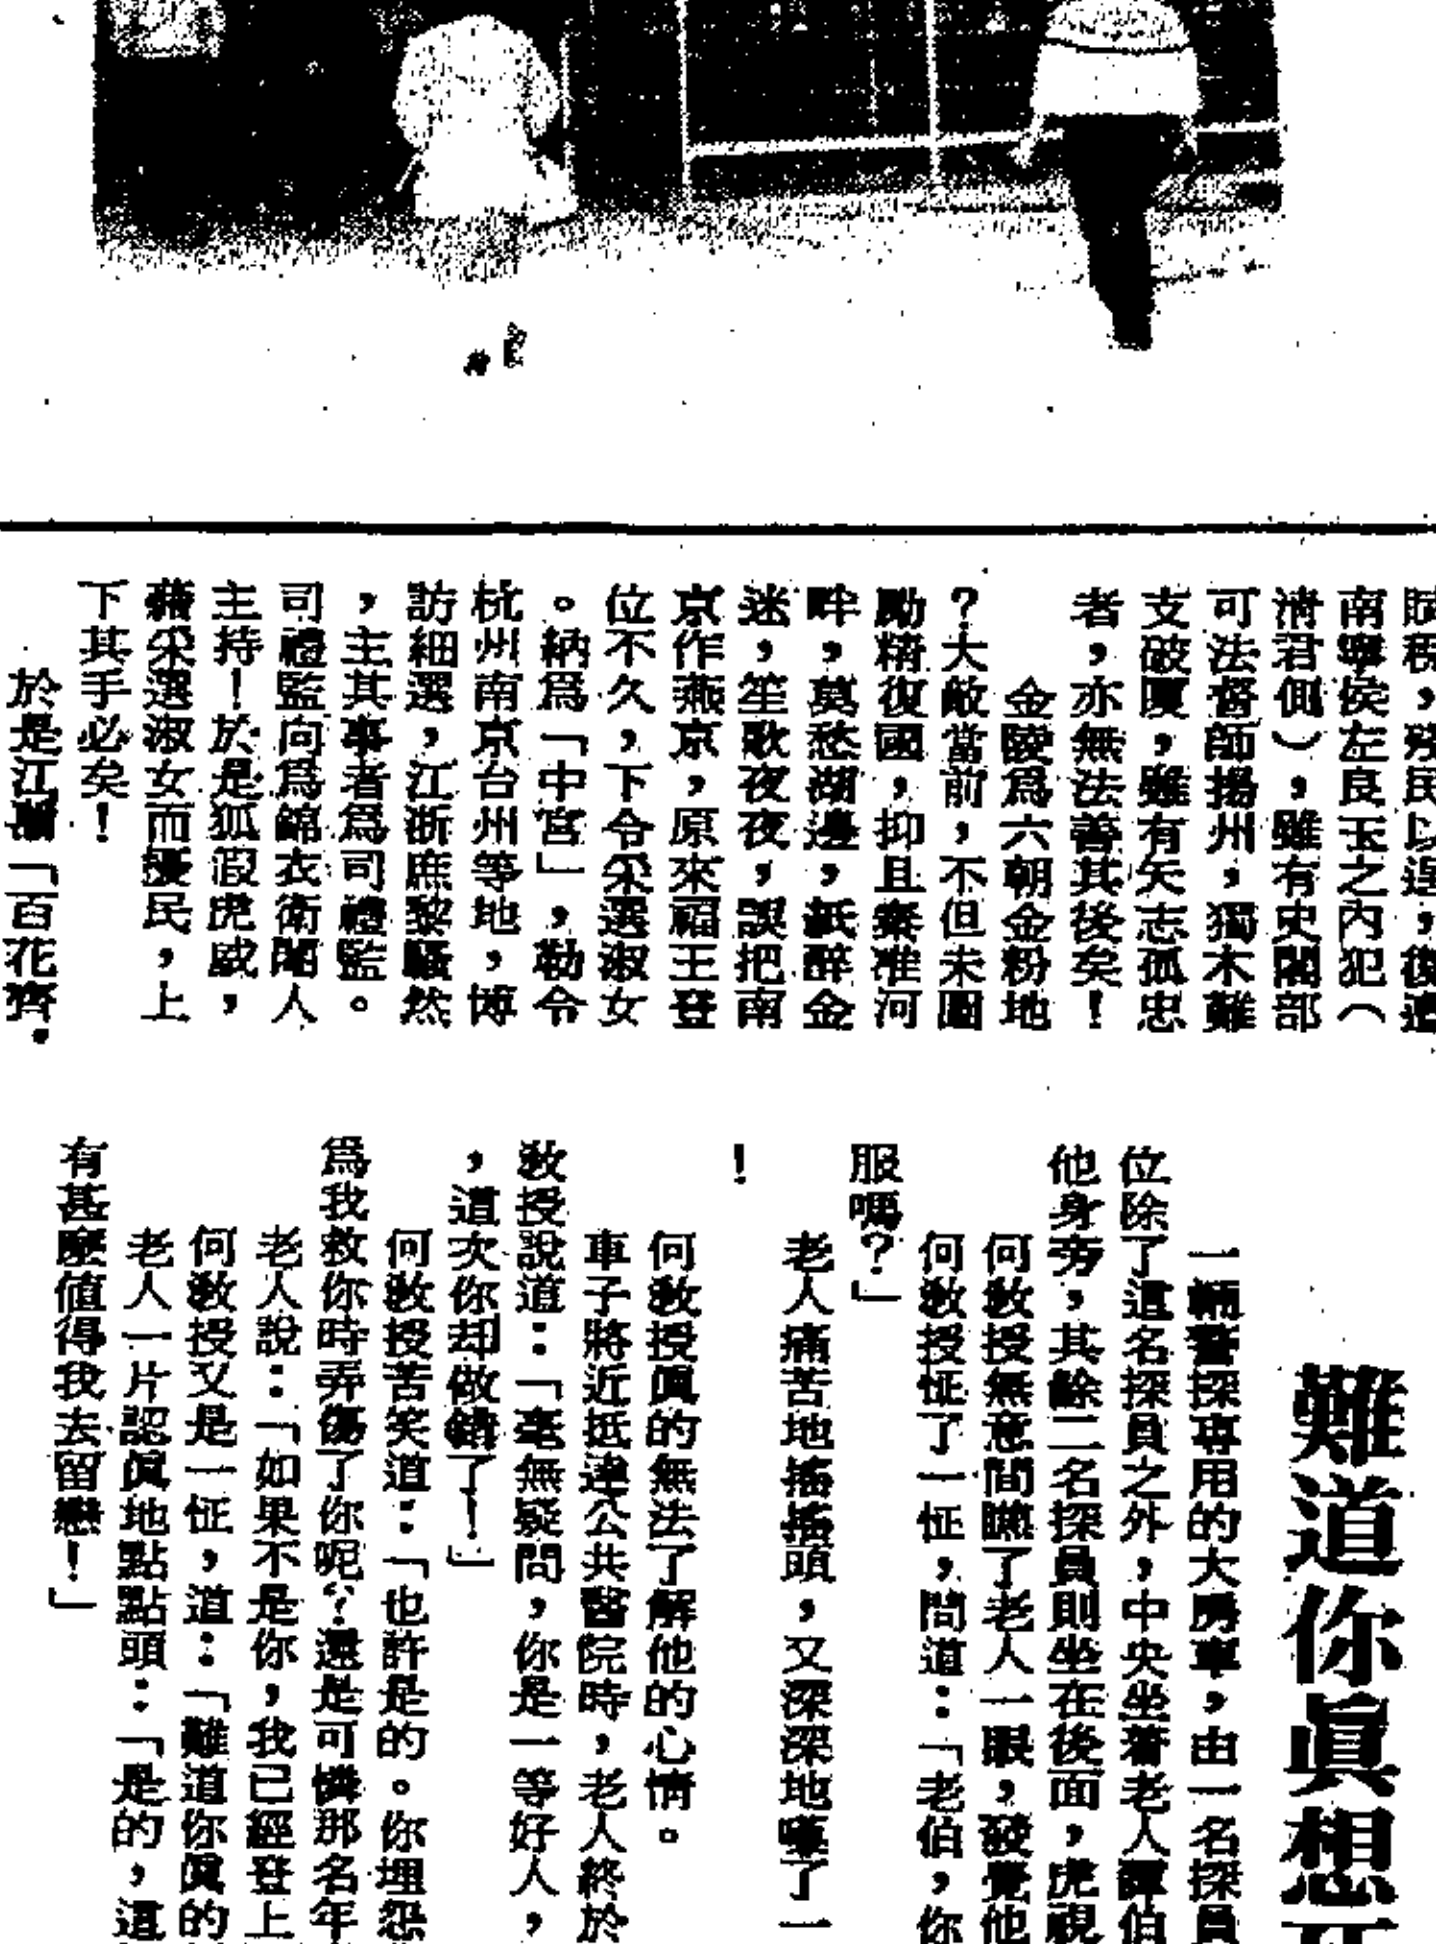 賦稅，殘民以逞，後遭
南寧侯左良玉之內犯（
清君側），雖有史閣部
可法督師揚州，獨木難
支破廈，雖有矢志孤忠
者，亦無法善其後矣！
金陵爲六朝金粉地
？大敵當前，不但未圖
勵精復國，抑且秦淮河
畔，莫愁湖邊，紙醉金
迷，笙歌夜夜，誤把南
京作燕京，原來福王登
位不久，下令采選淑女
。納爲「中宮」，勒令
杭州南京台州等地，博
訪細選，江浙庶黎騷然
，主其事者爲司禮監。
司禮監向爲錦衣衛閹人
主持！於是狐假虎威，
藉采選淑女而擾民，上
下其手必矣！
於是江南「百花齊．
難道你眞想死
一輛警探專用的大房車，由一名探員
位除了這名探員之外，中央坐着老人譚伯
他身旁，其餘二名探員則坐在後面，虎視
何敎授無意間瞧了老人一眼，發覺他
何敎授怔了一怔，問道：「老伯，你
服嗎？」
老人痛苦地搖搖頭，又深深地嘆了一
！
何敎授眞的無法了解他的心情。
車子將近抵達公共醫院時，老人終於
敎授說道：「毫無疑問，你是一等好人，
，這次你却做錯了！」
何敎授苦笑道：「也許是的。你埋怨
爲我救你時弄傷了你呢？還是可憐那名年
老人說：「如果不是你，我已經登上
何敎授又是一怔，道：「難道你眞的
老人一片認眞地點點頭：「是的，這
有甚麼值得我去留戀！」